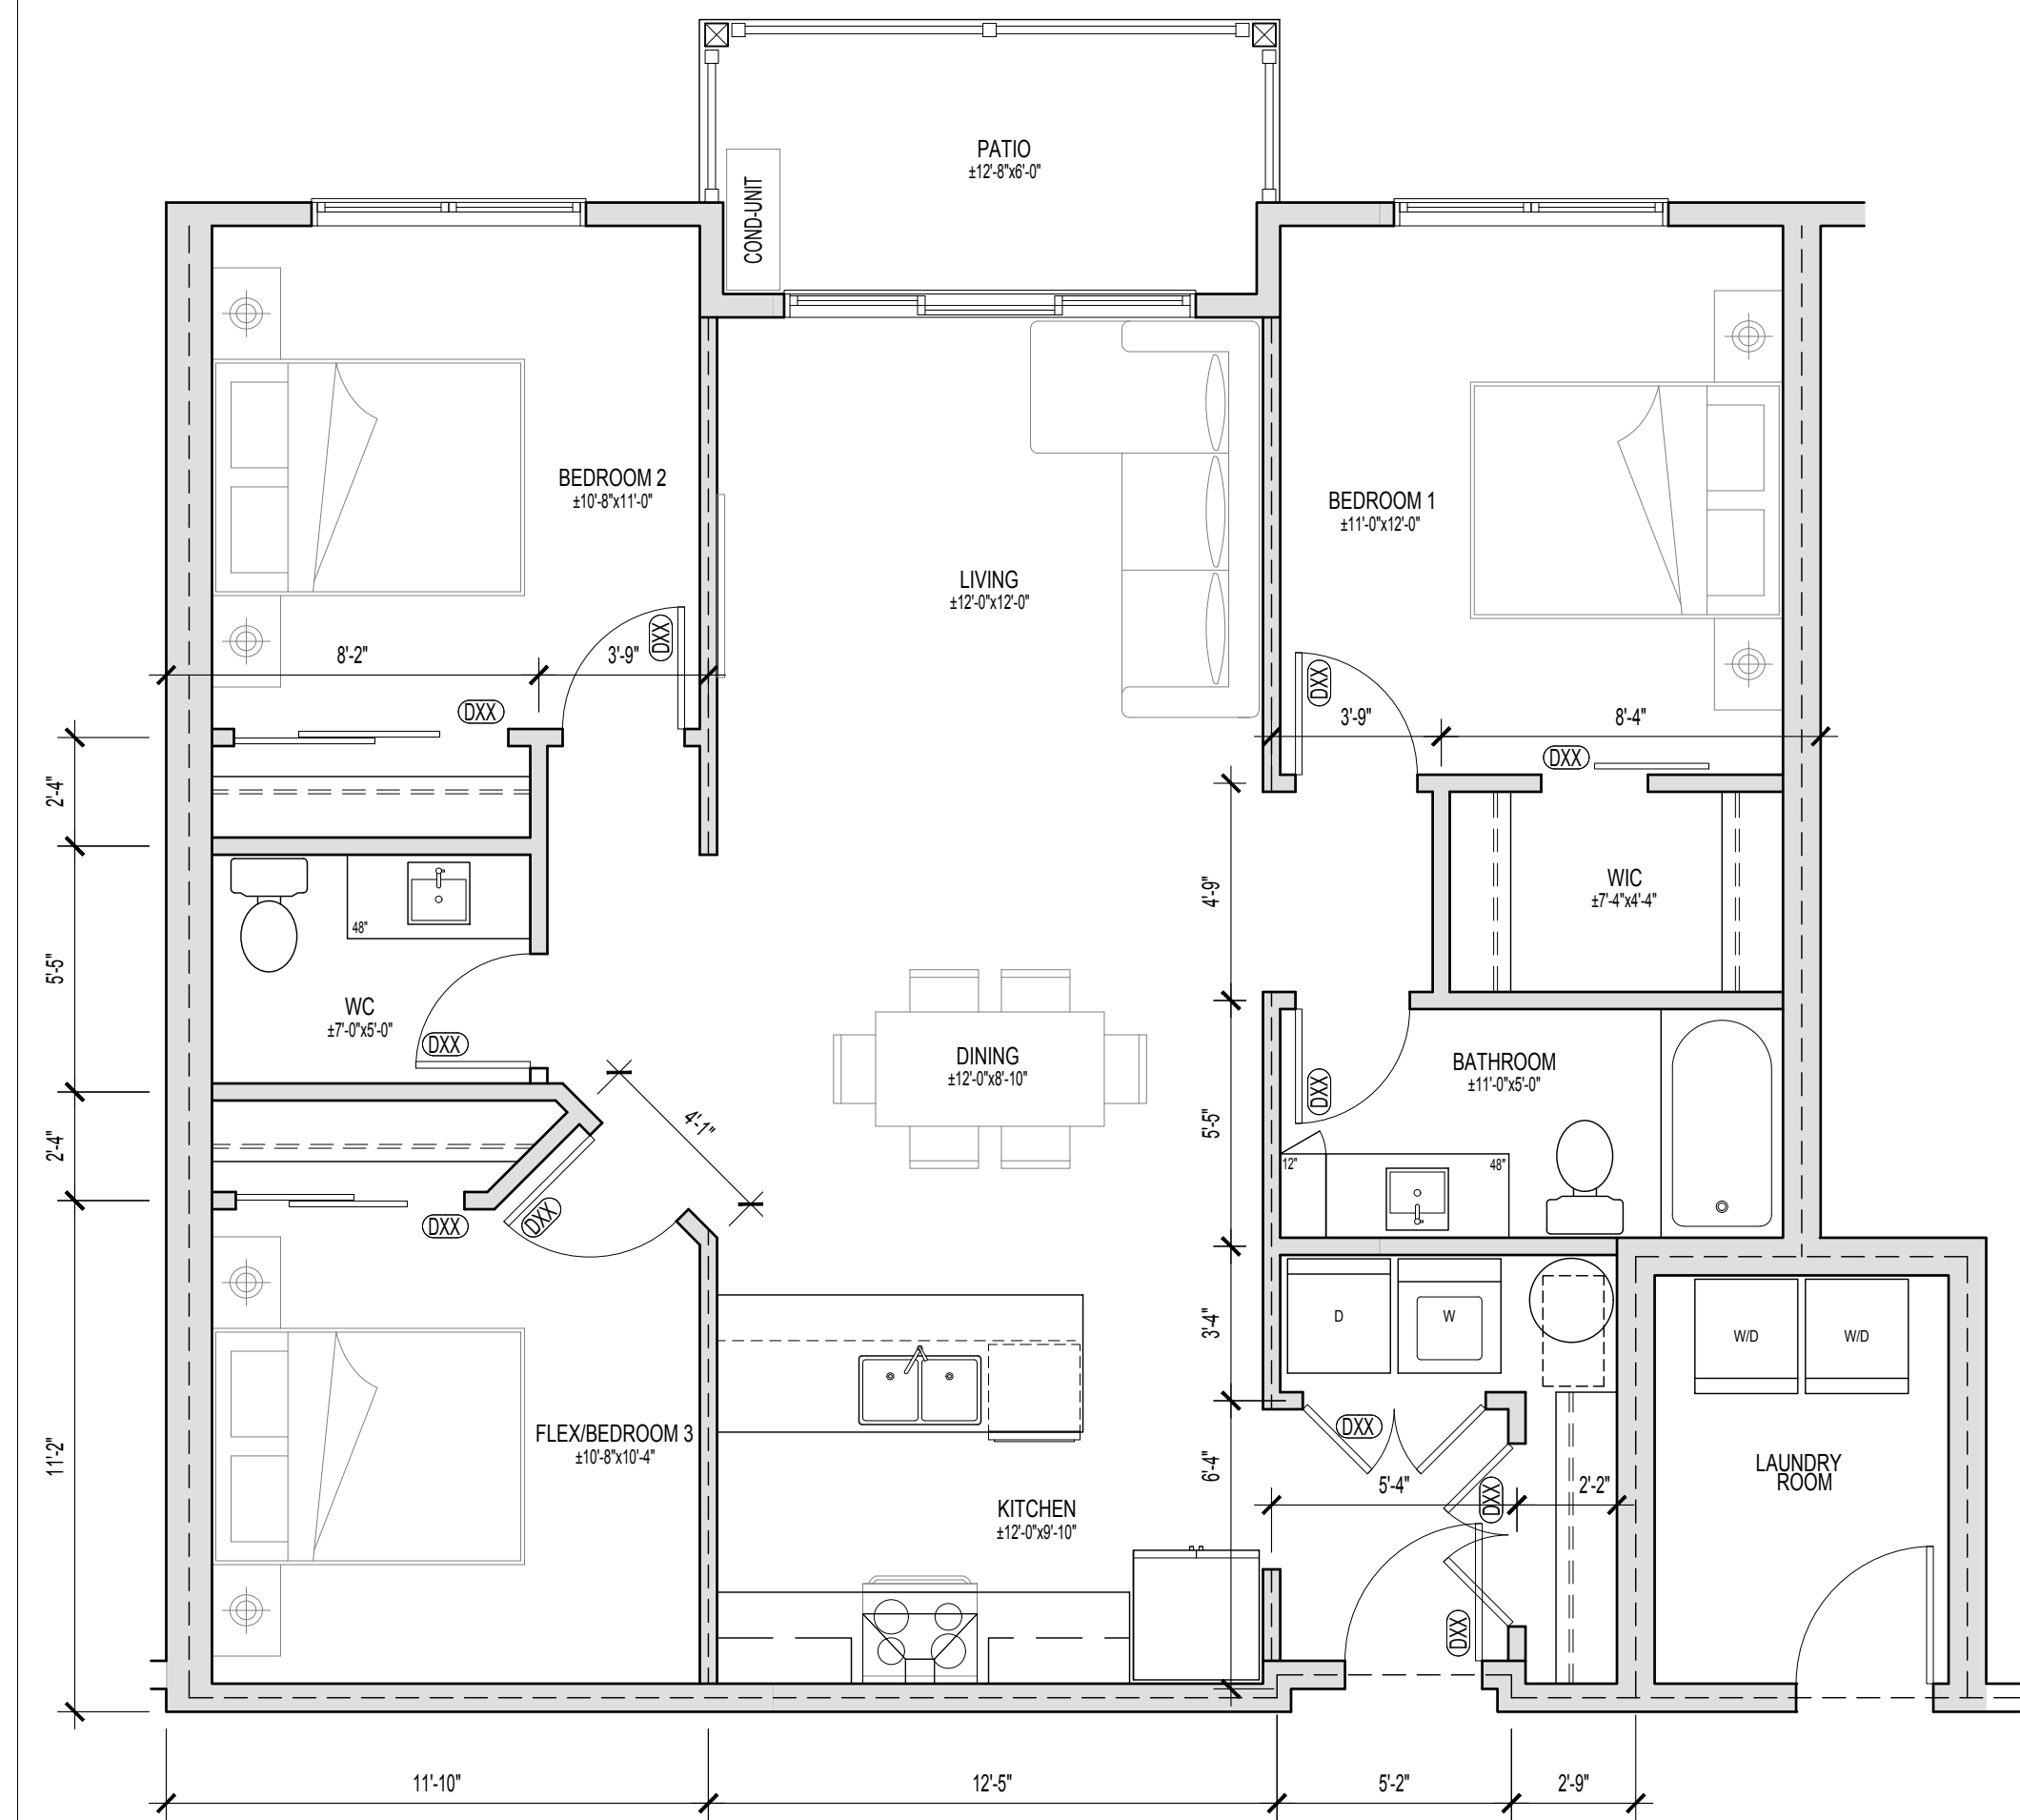 PATIO
±12'-8"x6'-0"
COND-UNIT
BEDROOM 2
±10'-8"x11'-0"
BEDROOM 1
±11'-0"x12'-0"
LIVING
±12'-0"x12'-0"
8'-2"
3'-9"
DXX
DXX
DXX
3'-9"
8'-4"
DXX
2'-4"
4'-9"
WIC
±7'-4"x4'-4"
48"
5'-5"
WC
±7'-0"x5'-0"
DXX
DINING
±12'-0"x8'-10"
BATHROOM
±11'-0"x5'-0"
DXX
4'-1"
5'-5"
2'-4"
12"
48"
DXX
DXX
3'-4"
D
W
W/D
W/D
FLEX/BEDROOM 3
±10'-8"x10'-4"
11'-2"
DXX
6'-4"
5'-4"
2'-2"
LAUNDRY
ROOM
DXX
KITCHEN
±12'-0"x9'-10"
DXX
11'-10"
12'-5"
5'-2"
2'-9"